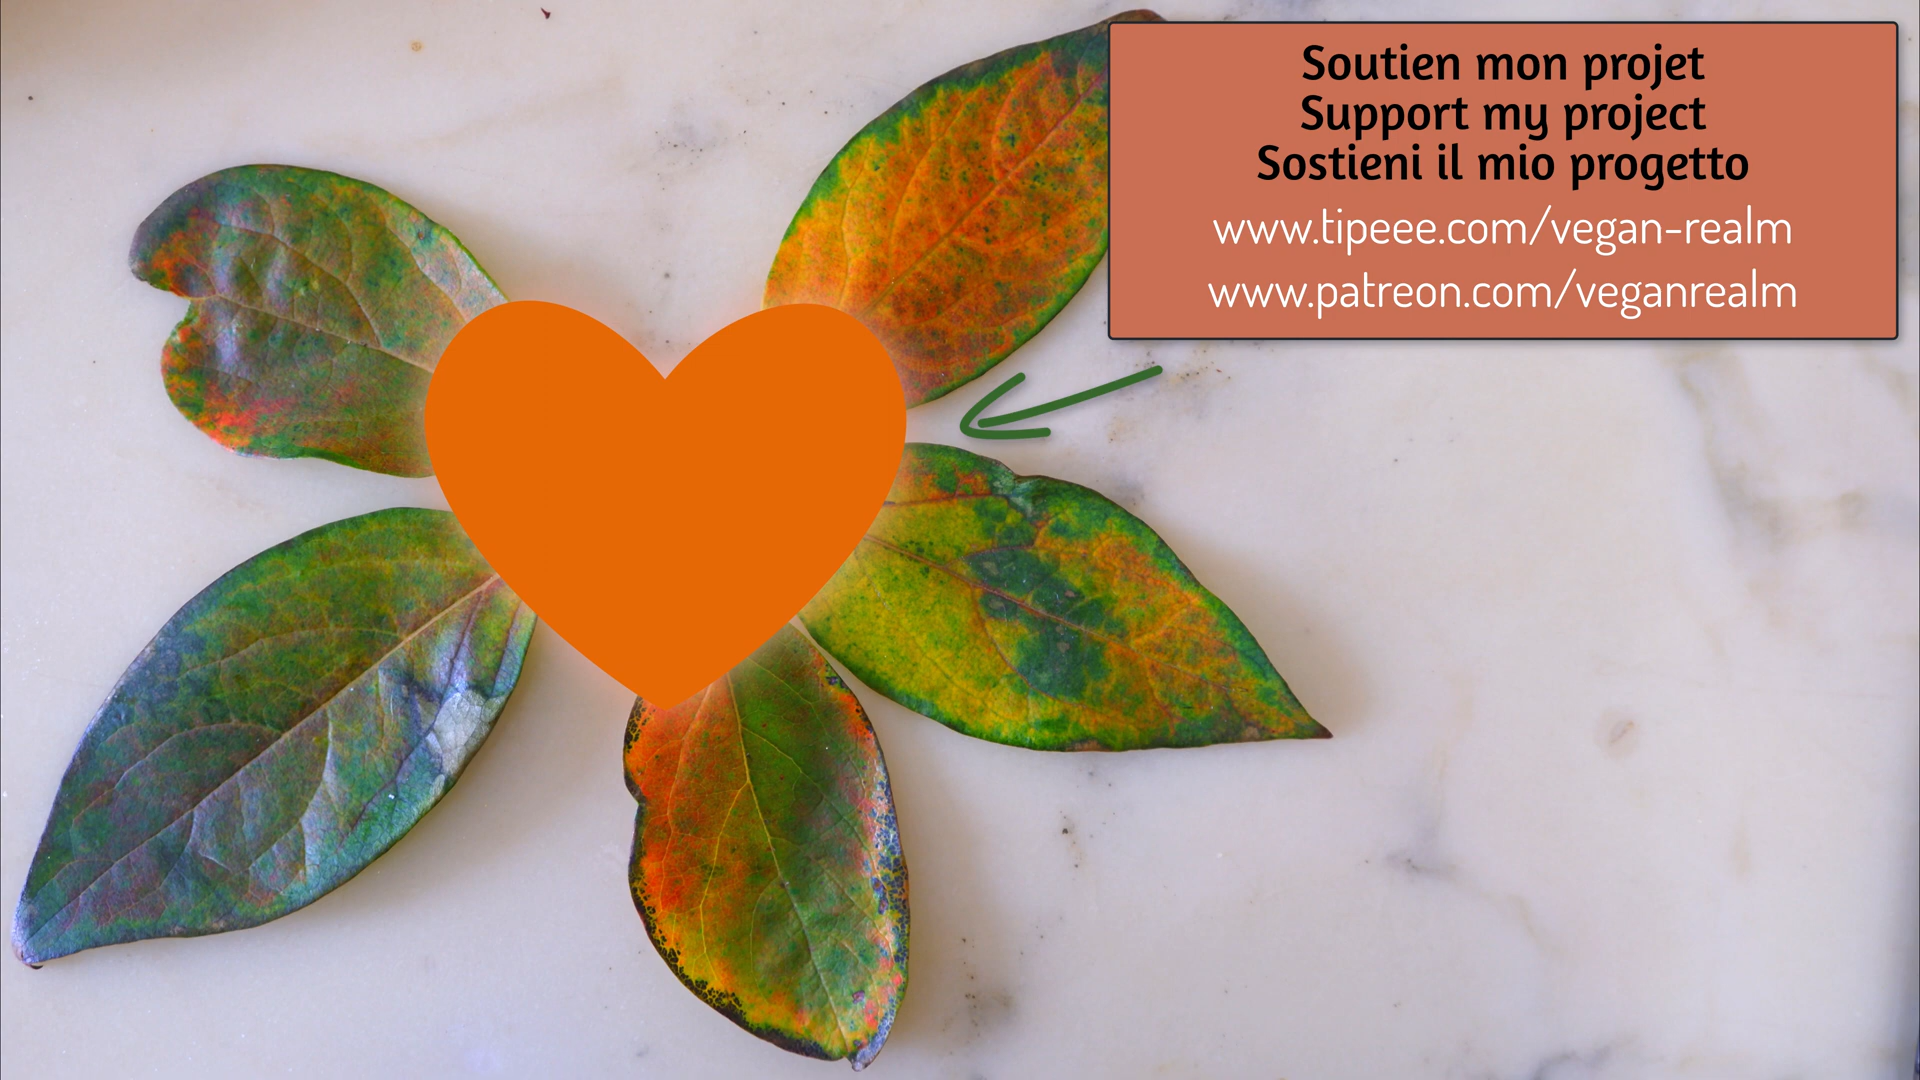 Soutien mon projet
Support my project
Sostieni il mio progetto
www.tipeee.com/vegan-realm
www.patreon.com/veganrealm